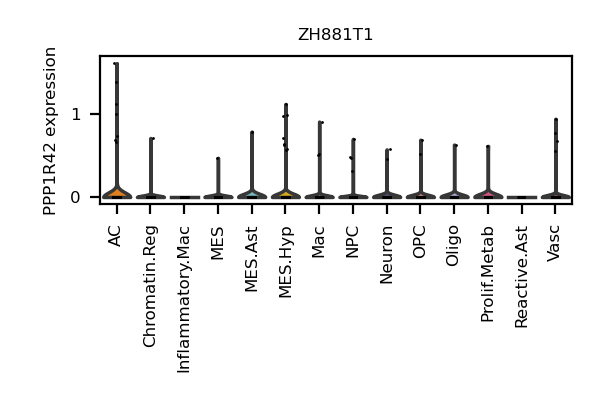 ZH881T1
PPP1R42 expression
1
0
AC
Chromatin.Reg
Inflammatory.Mac
MES
MES.Ast
MES.Hyp
Mac
NPC
Neuron
OPC
Oligo
Prolif.Metab
Reactive.Ast
Vasc